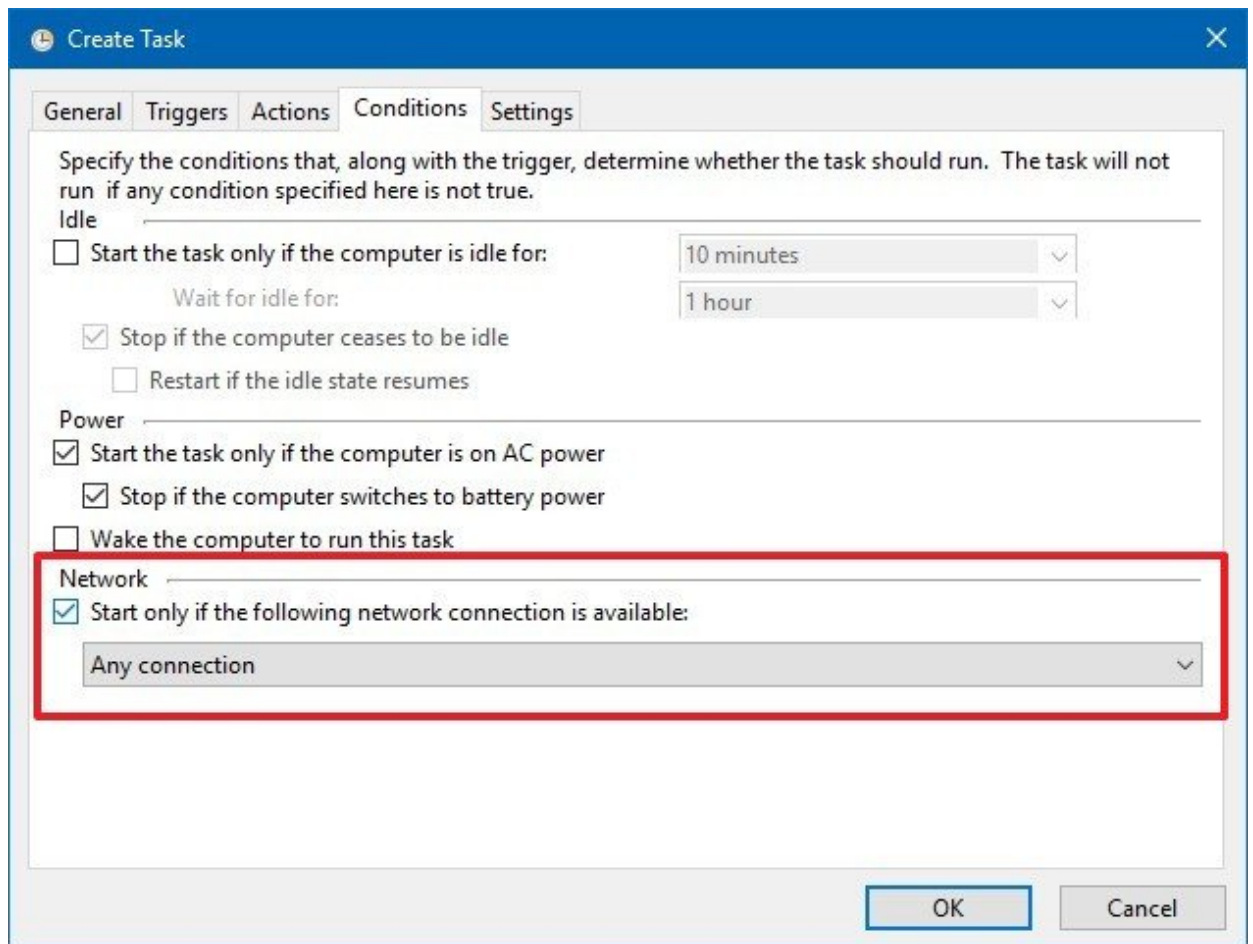 Create Task
General Triggers Actions Conditions Settings
Specify the conditions that, along with the trigger, determine whether the task should run. The task will not
run if any condition specified here is not true.
Idle
Start the task only if the computer is idle for: 10 minutes
Wait for idle for: 1 hour
Stop if the computer ceases to be idle
Restart if the idle state resumes
Power
Start the task only if the computer is on AC power
Stop if the computer switches to battery power
Wake the computer to run this task
Network
Start only if the following network connection is available:
Any connection
OK Cancel